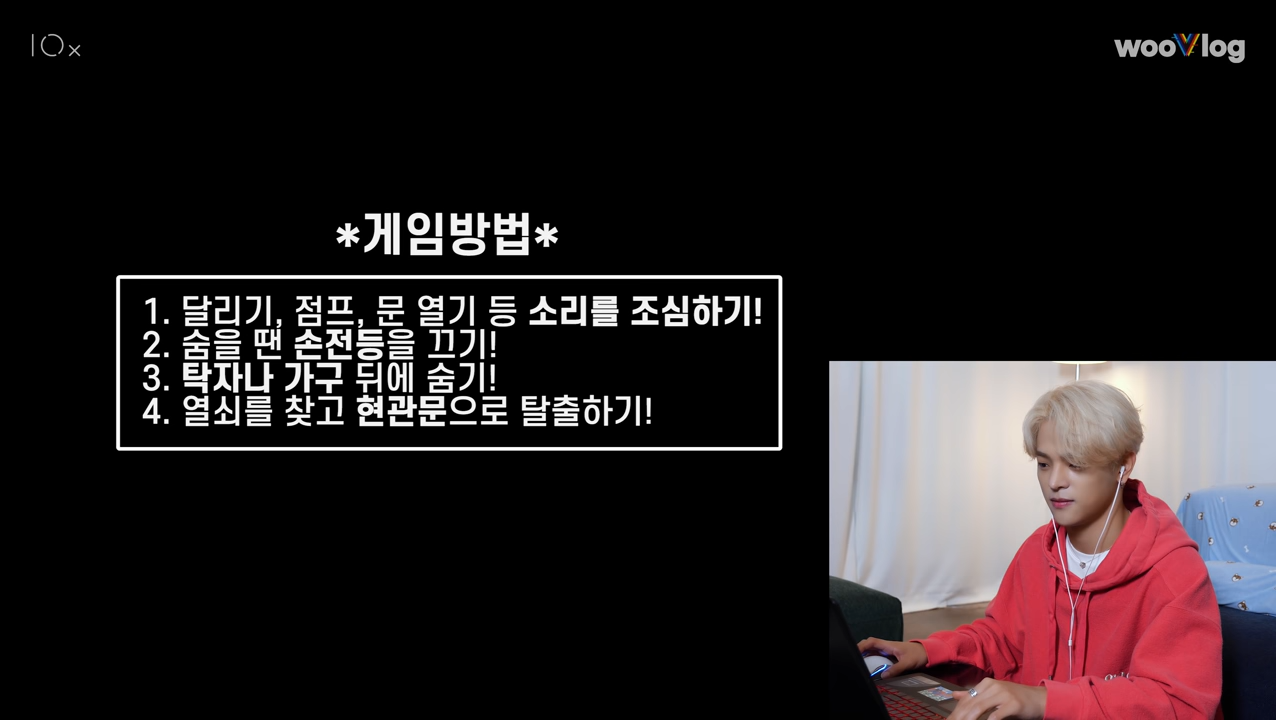 10x
wooVlog
*게임방법*
1. 달리기, 점프, 문 열기 등 소리를 조심하기!
2. 숨을 땐 손전등을 끄기!
3. 탁자나 가구 뒤에 숨기!
4. 열쇠를 찾고 현관문으로 탈출하기!